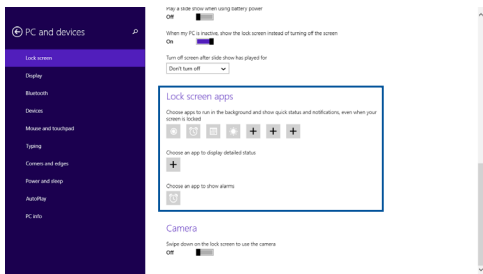 PC and devices
Lock screen
Display
Bluetooth
Devices
Mouse and touchpad
Typing
Corners and edges
Power and sleep
AutoPlay
PC info
Play a slide show when using battery power
Off
When my PC is inactive, show the lock screen instead of turning off the screen
On
Turn off screen after slide show has played for
Don't turn off
Lock screen apps
Choose apps to run in the background and show quick status and notifications, even when your
screen is locked
Choose an app to display detailed status
Choose an app to show alarms
Camera
Swipe down on the lock screen to use the camera
Off